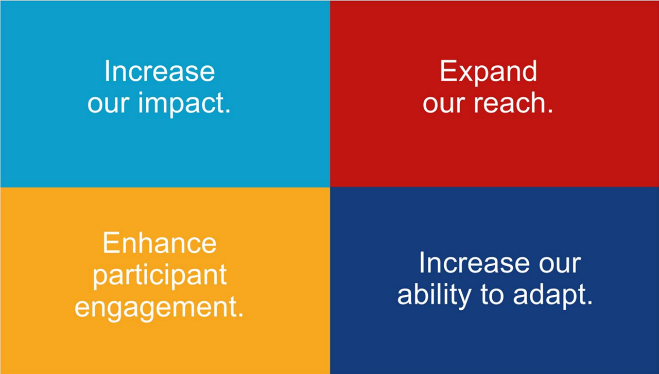 Increase
our impact.
Expand
our reach.
Enhance
participant
engagement.
Increase our
ability to adapt.